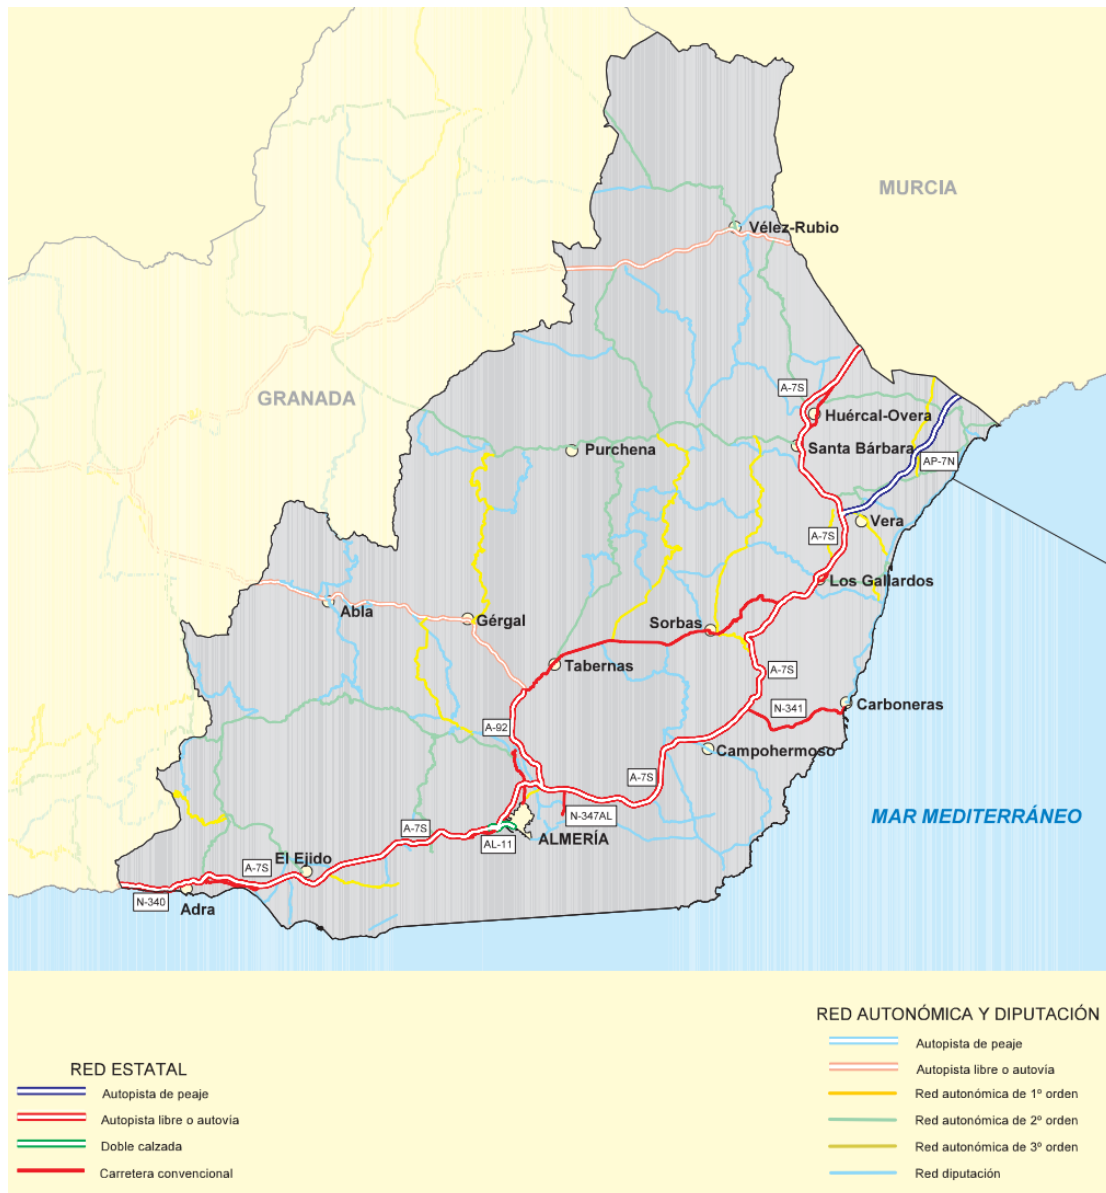 MURCIA
Vélez-Rubio
GRANADA
A-7S
Huércal-Overa
Purchena
Santa Bárbara
AP-7N
Vera
A-7S
Los Gallardos
Abla
Gérgal
Sorbas
Tabernas
A-7S
N-341
Carboneras
A-92
Campohermoso
A-7S
MAR MEDITERRÁNEO
N-347AL
A-7S
AL-11
ALMERÍA
El Ejido
A-7S
N-340
Adra
RED ESTATAL
Autopista de peaje
Autopista libre o autovía
Doble calzada
Carretera convencional
RED AUTONÓMICA Y DIPUTACIÓN
Autopista de peaje
Autopista libre o autovía
Red autonómica de 1º orden
Red autonómica de 2º orden
Red autonómica de 3º orden
Red diputación